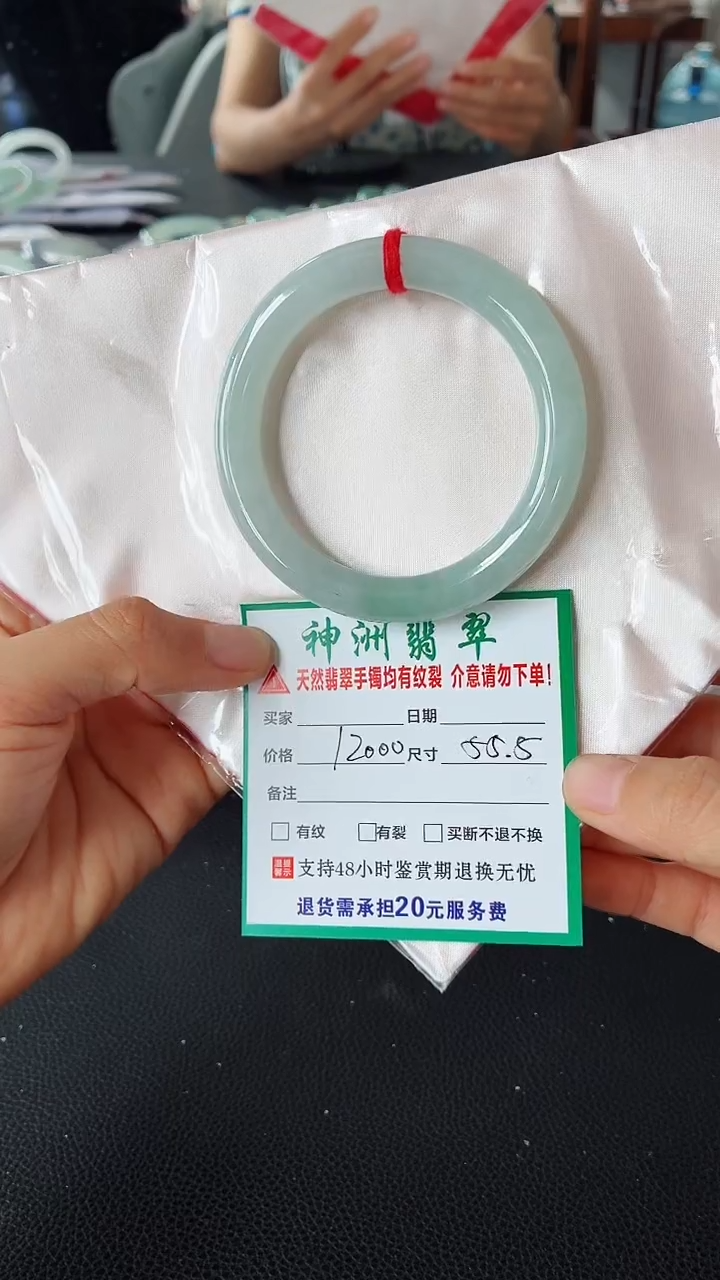 神洲翡翠
天然翡翠手镯均有纹裂 介意请勿下单!
买家 日期
价格 12000 尺寸 55.5
备注
有纹 有裂 买断不退不换
温馨提示 支持48小时鉴赏期退换无忧
退货需承担20元服务费